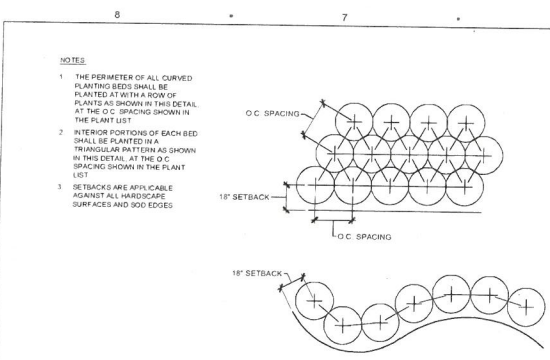 8
7
NOTES
1 THE PERIMETER OF ALL CURVED
PLANTING BEDS SHALL BE
PLANTED AT WITH A ROW OF
PLANTS AS SHOWN IN THIS DETAIL
AT THE O C SPACING SHOWN IN
THE PLANT LIST
2 INTERIOR PORTIONS OF EACH BED
SHALL BE PLANTED IN A
TRIANGULAR PATTERN AS SHOWN
IN THIS DETAIL, AT THE O C
SPACING SHOWN IN THE PLANT
LIST
3 SETBACKS ARE APPLICABLE
AGAINST ALL HARDSCAPE
SURFACES AND SOD EDGES
O.C. SPACING
18" SETBACK
O.C. SPACING
18" SETBACK